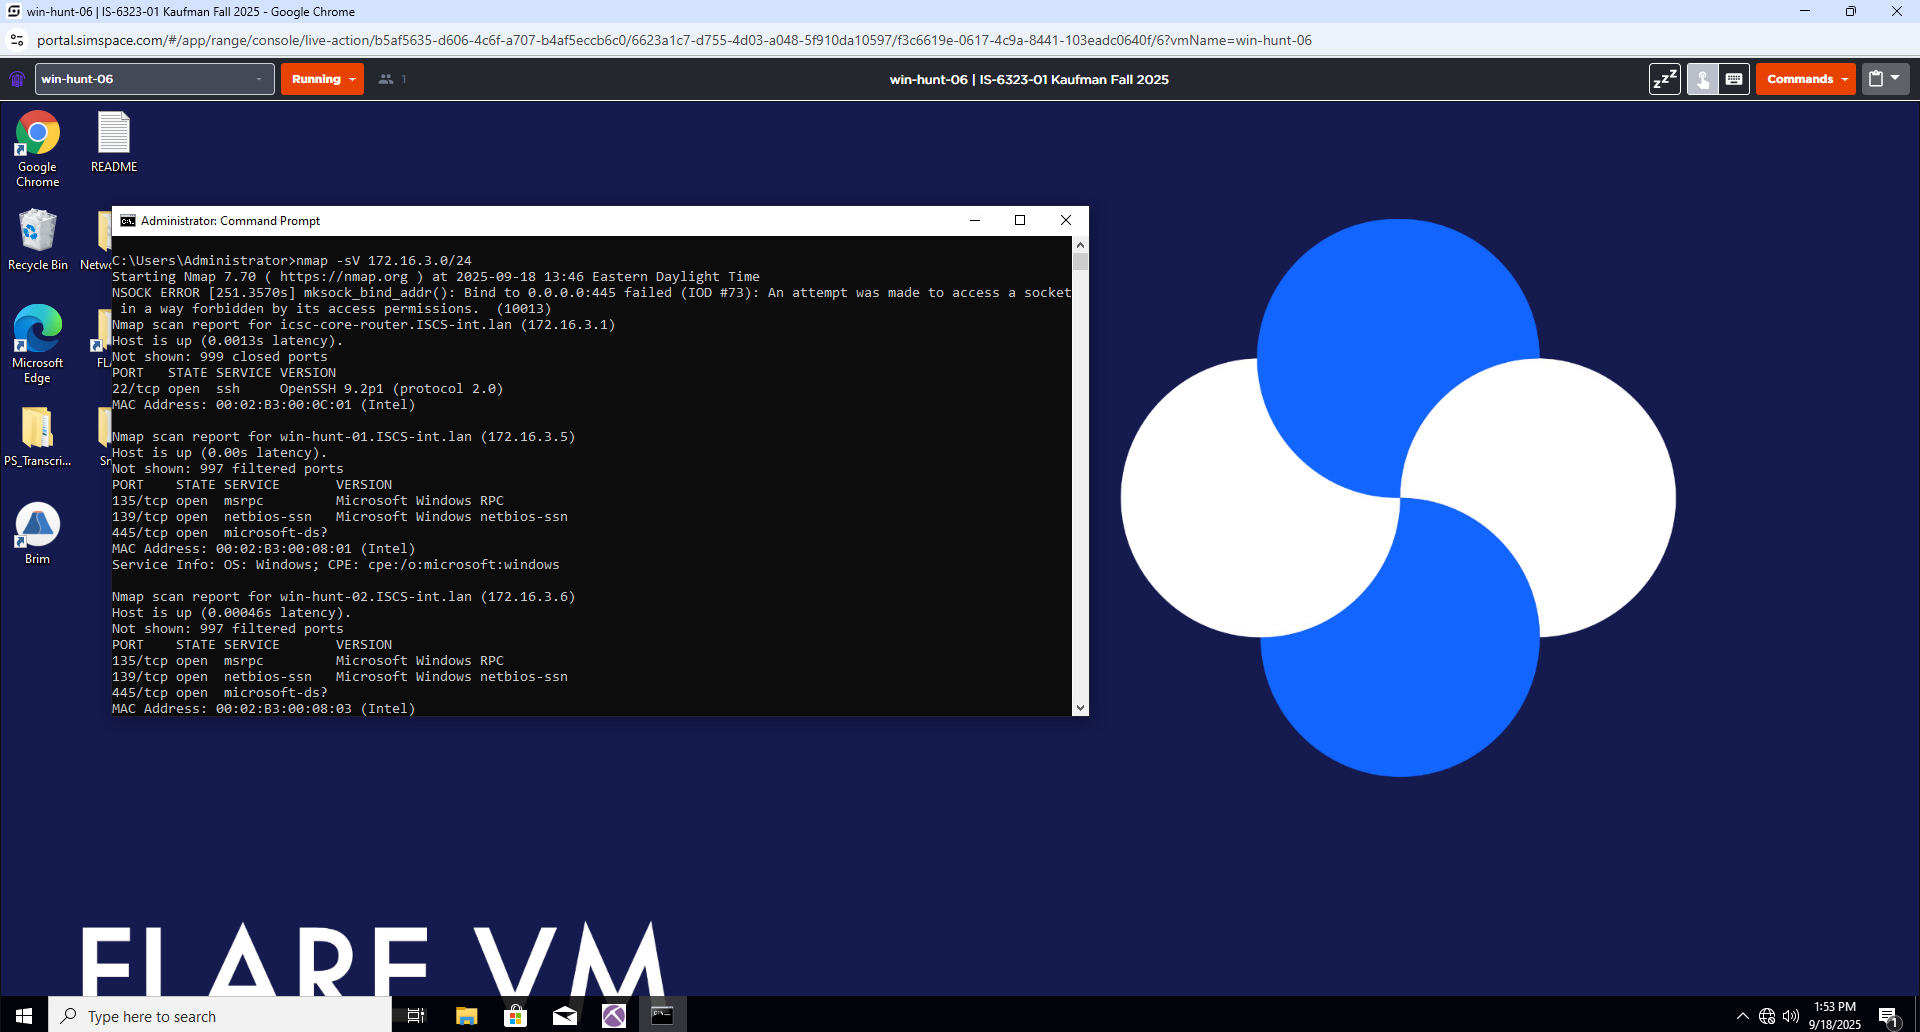 win-hunt-06 | IS-6323-01 Kaufman Fall 2025 - Google Chrome
portal.simspace.com/#/app/range/console/live-action/b5af5635-d606-4c6f-a707-b4af5eccb6c0/6623a1c7-d755-4d03-a048-5f910da10597/f3c6619e-0617-4c9a-8441-103eadc0640f/6?vmName=win-hunt-06
win-hunt-06
Running
1
win-hunt-06 | IS-6323-01 Kaufman Fall 2025
zzZ
Commands
Google Chrome
README
Recycle Bin
Netwo
Microsoft Edge
FL
PS_Transcri...
Sn
Brim
Administrator: Command Prompt
C:\Users\Administrator>nmap -sV 172.16.3.0/24
Starting Nmap 7.70 ( https://nmap.org ) at 2025-09-18 13:46 Eastern Daylight Time
NSOCK ERROR [251.3570s] mksock_bind_addr(): Bind to 0.0.0.0:445 failed (IOD #73): An attempt was made to access a socket
in a way forbidden by its access permissions.  (10013)
Nmap scan report for icsc-core-router.ISCS-int.lan (172.16.3.1)
Host is up (0.0013s latency).
Not shown: 999 closed ports
PORT   STATE SERVICE VERSION
22/tcp open  ssh     OpenSSH 9.2p1 (protocol 2.0)
MAC Address: 00:02:B3:00:0C:01 (Intel)
Nmap scan report for win-hunt-01.ISCS-int.lan (172.16.3.5)
Host is up (0.00s latency).
Not shown: 997 filtered ports
PORT    STATE SERVICE       VERSION
135/tcp open  msrpc         Microsoft Windows RPC
139/tcp open  netbios-ssn   Microsoft Windows netbios-ssn
445/tcp open  microsoft-ds?
MAC Address: 00:02:B3:00:08:01 (Intel)
Service Info: OS: Windows; CPE: cpe:/o:microsoft:windows
Nmap scan report for win-hunt-02.ISCS-int.lan (172.16.3.6)
Host is up (0.00046s latency).
Not shown: 997 filtered ports
PORT    STATE SERVICE       VERSION
135/tcp open  msrpc         Microsoft Windows RPC
139/tcp open  netbios-ssn   Microsoft Windows netbios-ssn
445/tcp open  microsoft-ds?
MAC Address: 00:02:B3:00:08:03 (Intel)
FLARE VM
Type here to search
1:53 PM
9/18/2025
1